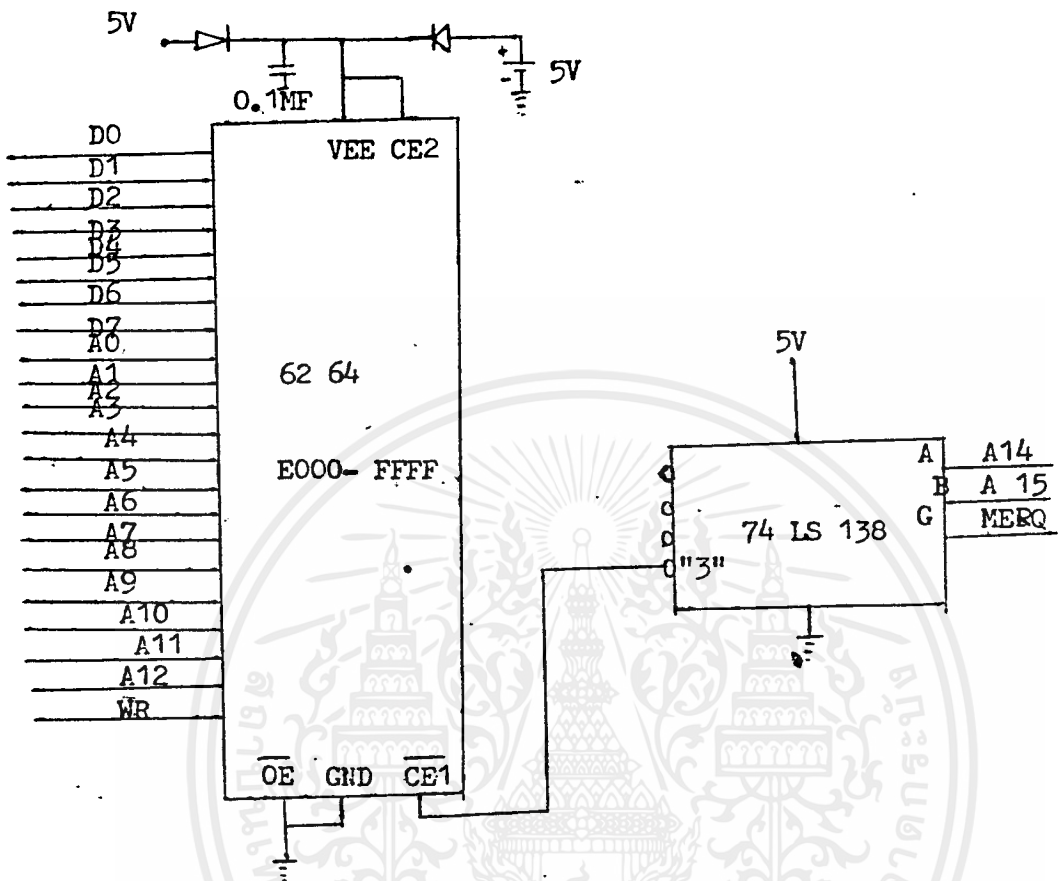 5V
5V
0.1MF
VEE CE2
D0
D1
D2
D3
D4
D5
D6
D7
A0
A1
A2
A3
A4
A5
A6
A7
A8
A9
A10
A11
A12
WR
62 64
E000- FFFF
OE GND CE1
5V
A A14
B A 15
G MERQ
74 LS 138
"3"